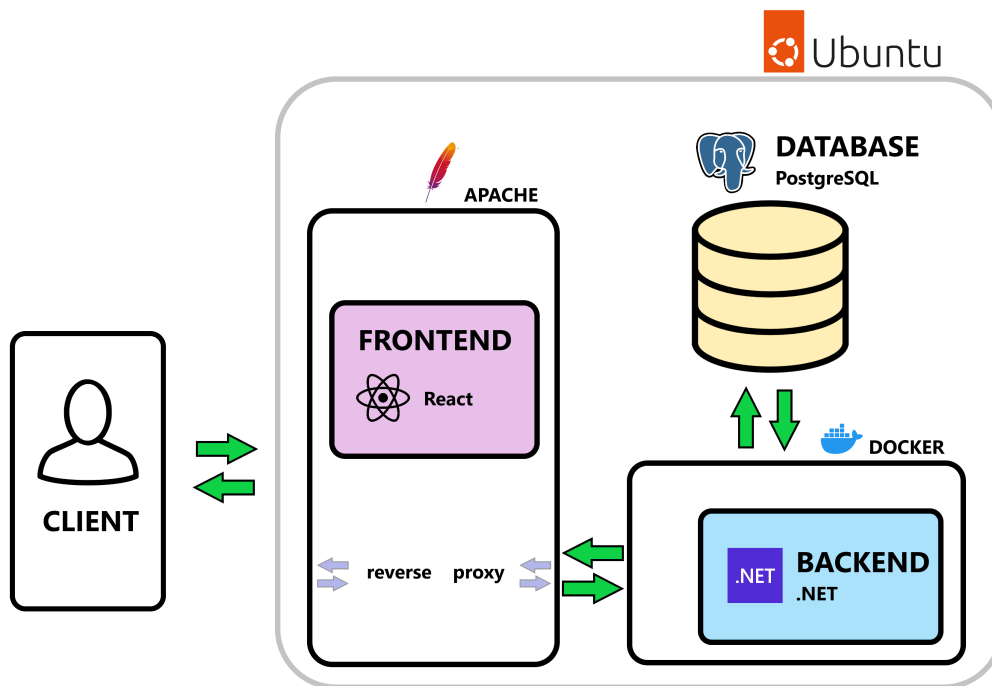 Ubuntu
DATABASE
PostgreSQL
APACHE
FRONTEND
React
CLIENT
DOCKER
reverse proxy
.NET
BACKEND
.NET